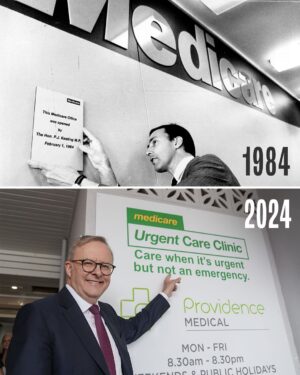 Medicare
medicare
This Medicare Office
was opened
by
The Hon. P.J. Keating M.P.
February 1, 1984
1984
2024
medicare
Urgent Care Clinic
Care when it's urgent
but not an emergency.
Providence
MEDICAL
MON - FRI
8.30am - 8.30pm
WEEKENDS & PUBLIC HOLIDAYS